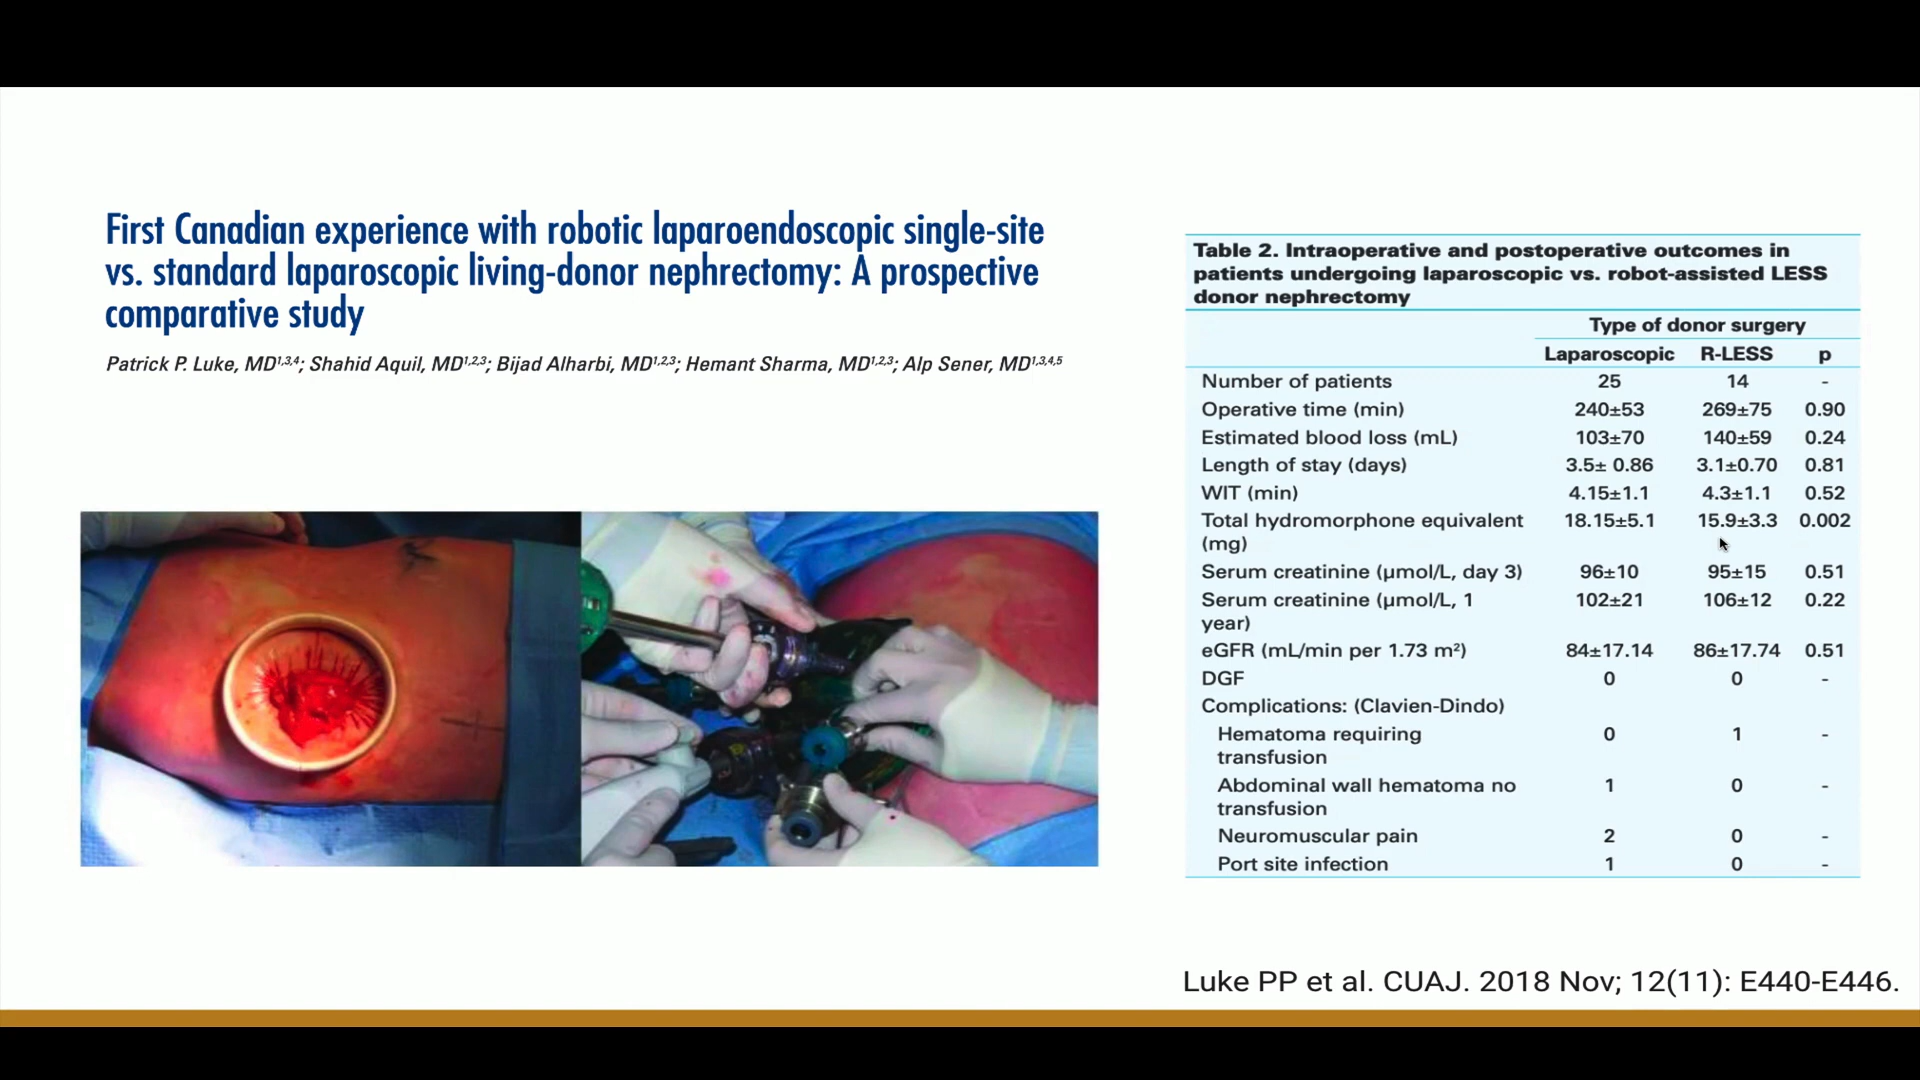 First Canadian experience with robotic laparoendoscopic single-site
vs. standard laparoscopic living-donor nephrectomy: A prospective
comparative study
Patrick P. Luke, MD1,3,4; Shahid Aquil, MD1,2,3; Bijad Alharbi, MD1,2,3; Hemant Sharma, MD1,2,3; Alp Sener, MD1,3,4,5
Table 2. Intraoperative and postoperative outcomes in
patients undergoing laparoscopic vs. robot-assisted LESS
donor nephrectomy
Type of donor surgery
Laparoscopic R-LESS p
Number of patients 25 14 -
Operative time (min) 240±53 269±75 0.90
Estimated blood loss (mL) 103±70 140±59 0.24
Length of stay (days) 3.5± 0.86 3.1±0.70 0.81
WIT (min) 4.15±1.1 4.3±1.1 0.52
Total hydromorphone equivalent 18.15±5.1 15.9±3.3 0.002
(mg)
Serum creatinine (µmol/L, day 3) 96±10 95±15 0.51
Serum creatinine (µmol/L, 1 102±21 106±12 0.22
year)
eGFR (mL/min per 1.73 m²) 84±17.14 86±17.74 0.51
DGF 0 0 -
Complications: (Clavien-Dindo)
Hematoma requiring 0 1 -
transfusion
Abdominal wall hematoma no 1 0 -
transfusion
Neuromuscular pain 2 0 -
Port site infection 1 0 -
Luke PP et al. CUAJ. 2018 Nov; 12(11): E440-E446.